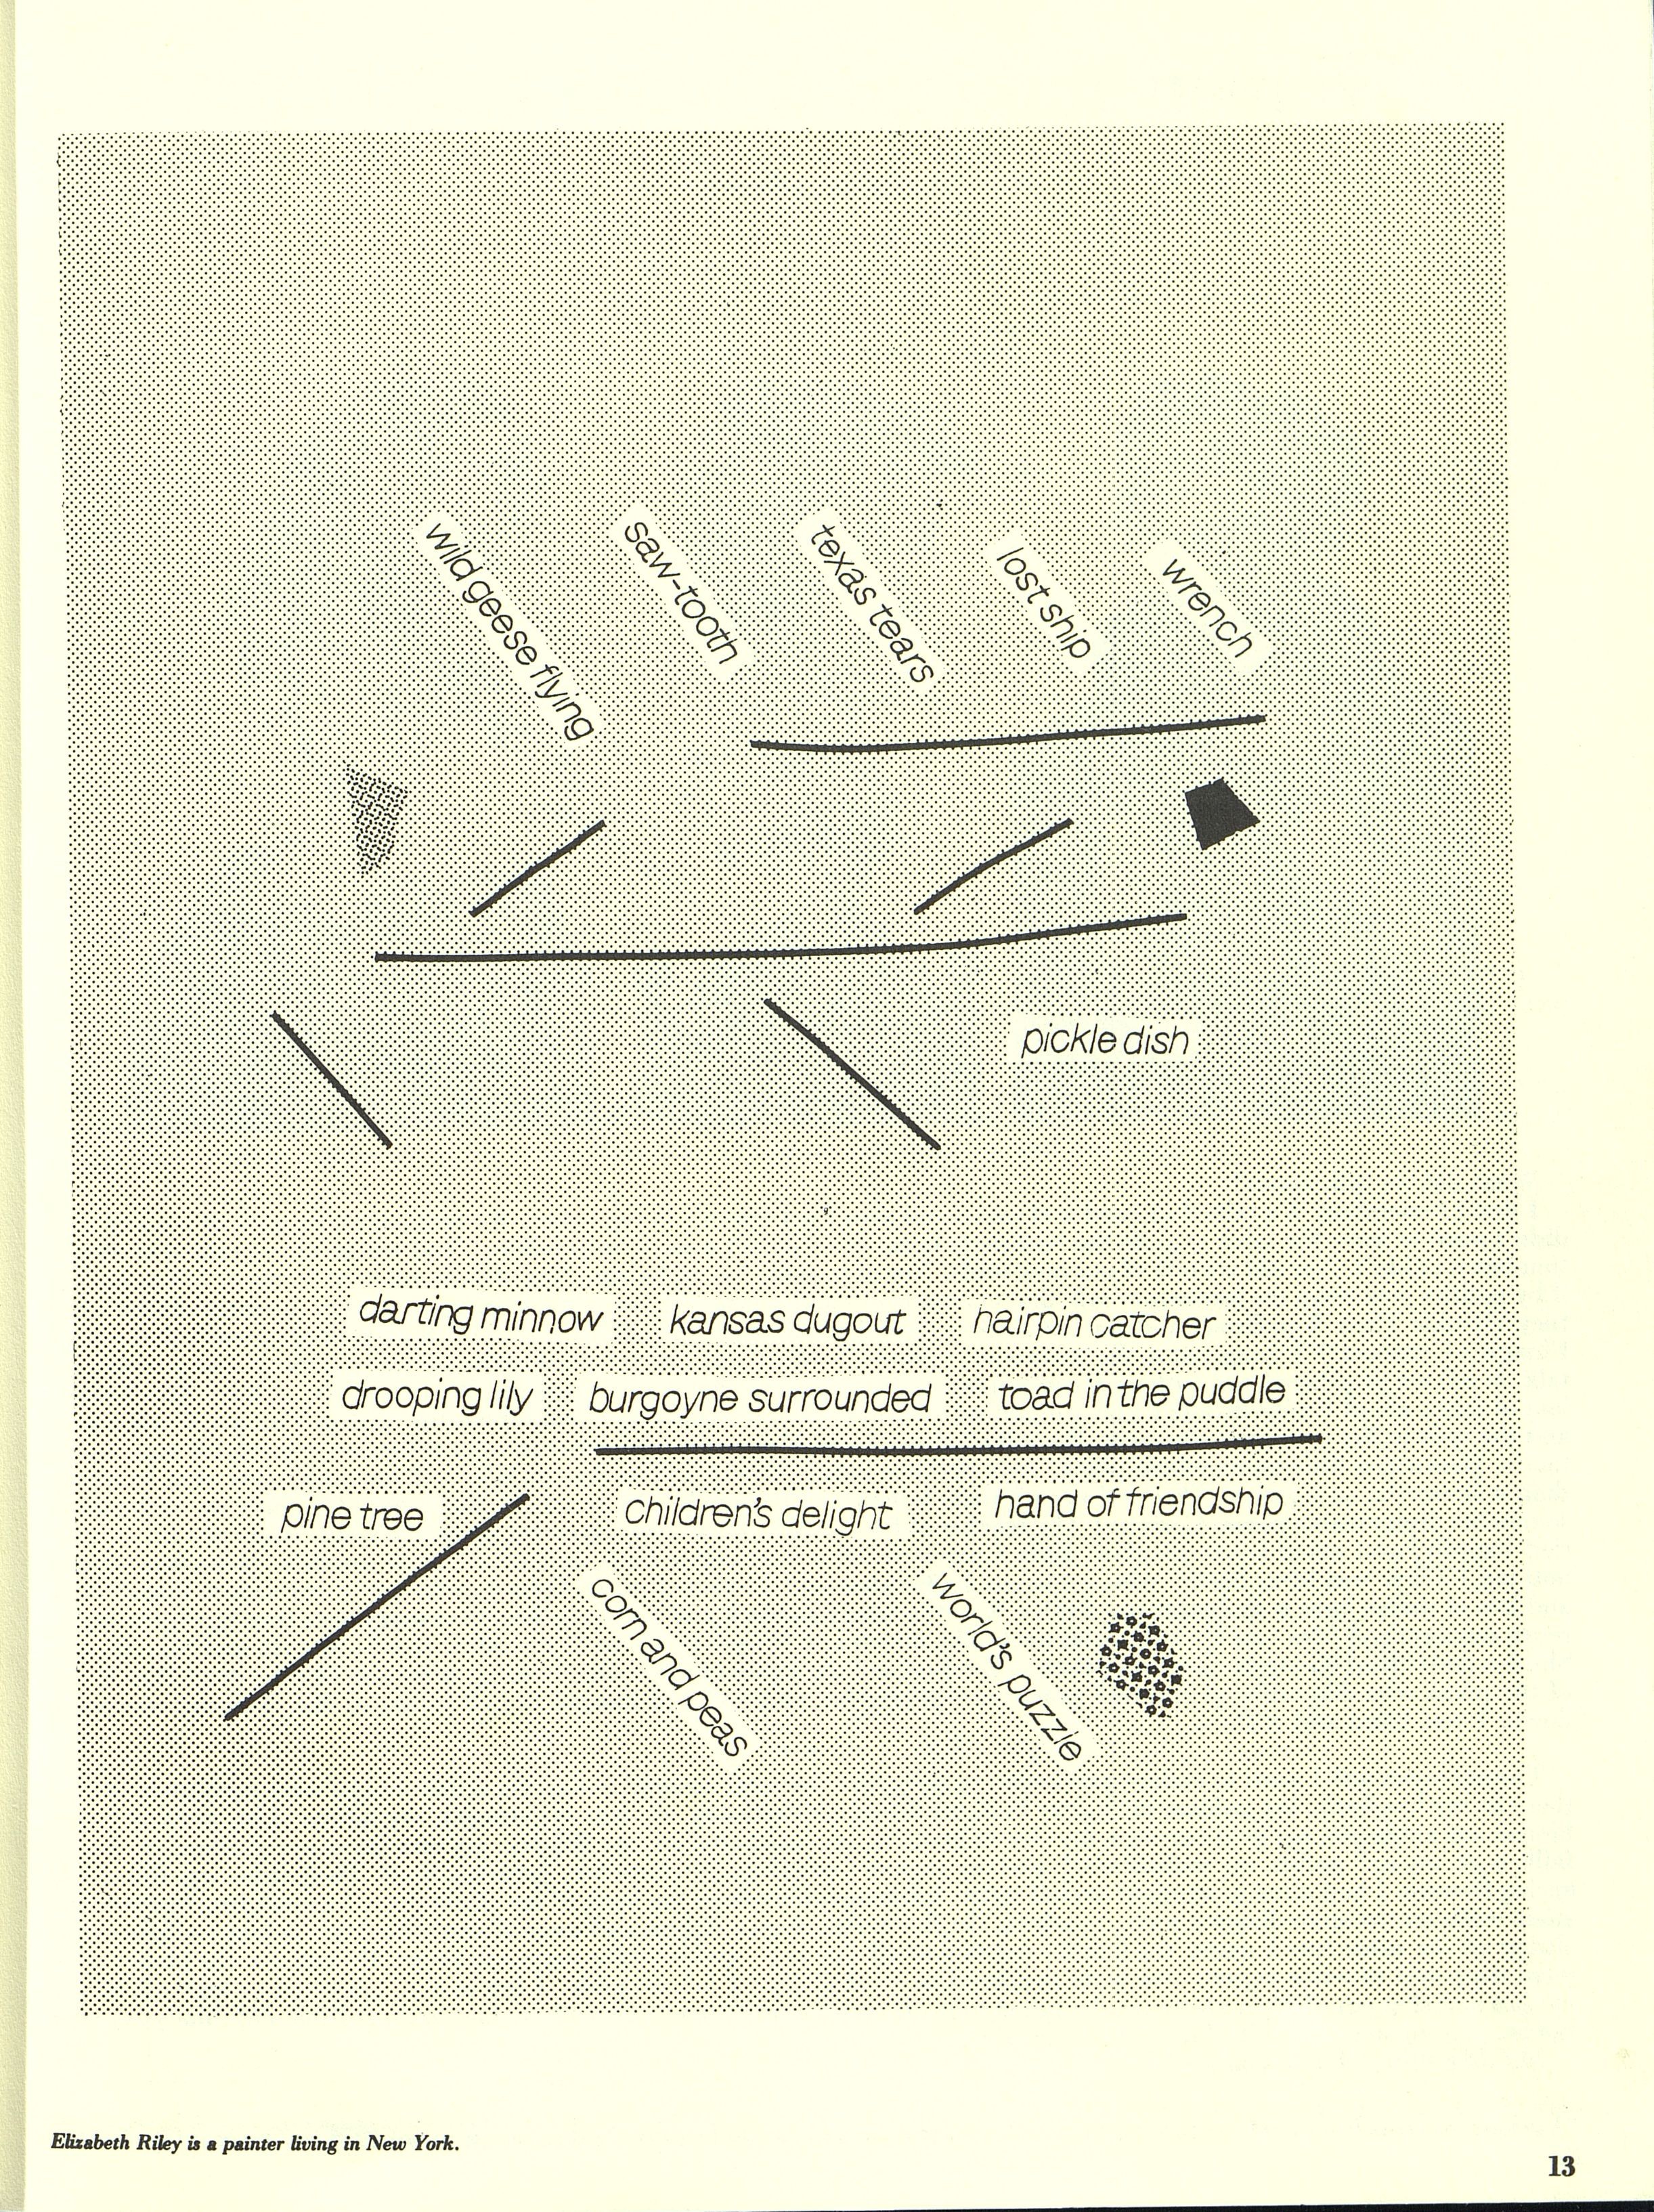 wild geese flying
saw-tooth
texas tears
lost ship
wrench
pickle dish
darting minnow kansas dugout hairpin catcher
drooping lily burgoyne surrounded toad in the puddle
pine tree children's delight hand of friendship
corn and peas
world's puzzle
Elizabeth Riley is a painter living in New York.
13